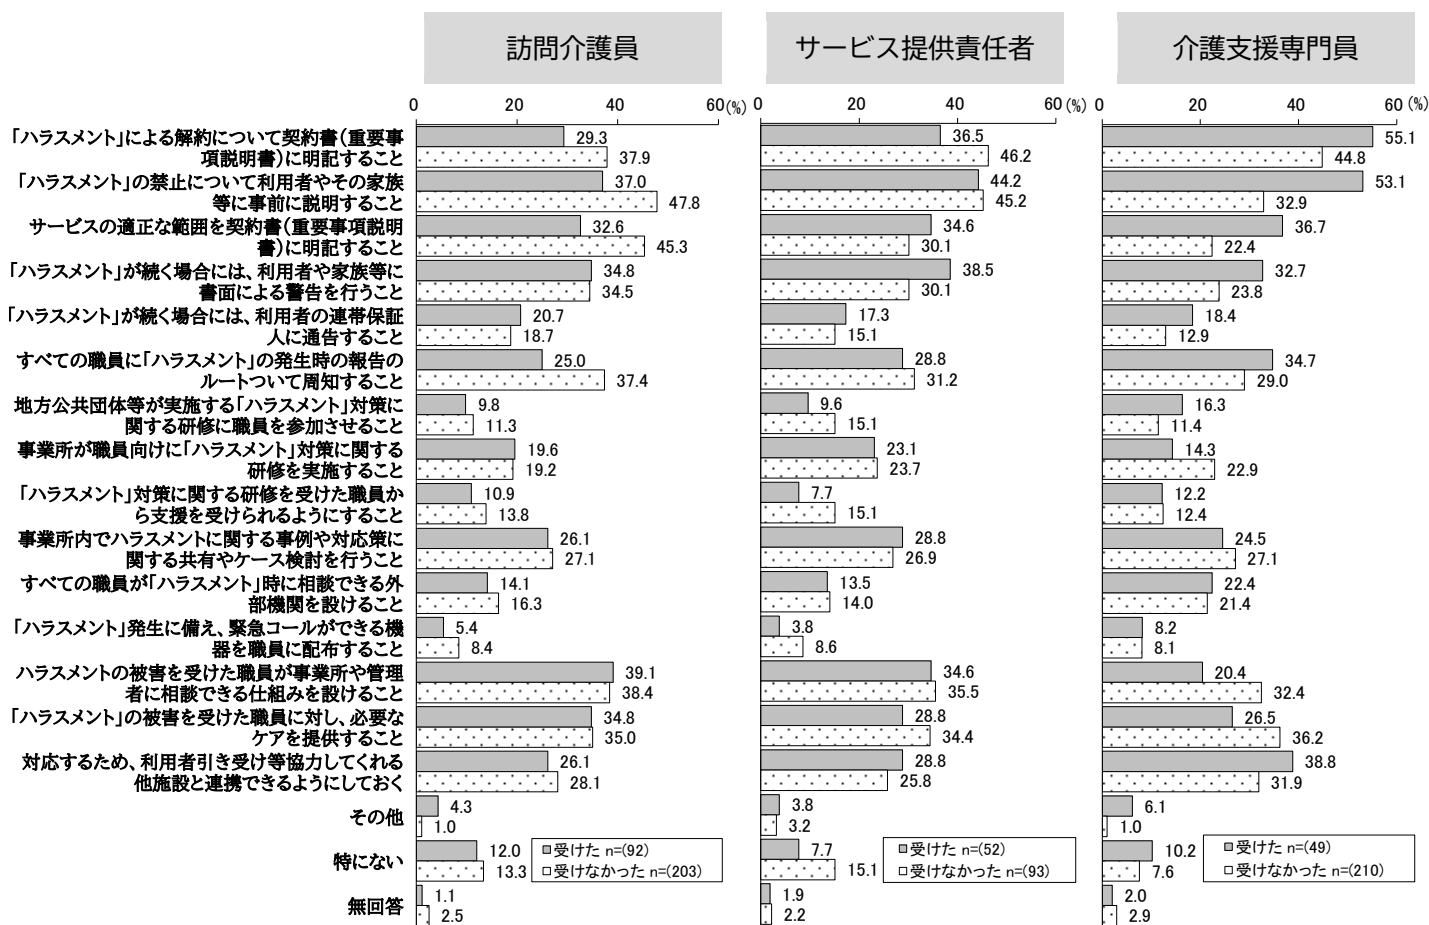 訪問介護員 サービス提供責任者 介護支援専門員
0 20 40 60(%) 0 20 40 60(%) 0 20 40 60(%)
「ハラスメント」による解約について契約書(重要事 29.3 36.5 55.1
項説明書)に明記すること 37.9 46.2 44.8
「ハラスメント」の禁止について利用者やその家族 37.0 44.2 53.1
等に事前に説明すること 47.8 45.2 32.9
サービスの適正な範囲を契約書(重要事項説明 32.6 34.6 36.7
書)に明記すること 45.3 30.1 22.4
「ハラスメント」が続く場合には、利用者や家族等に 34.8 38.5 32.7
書面による警告を行うこと 34.5 30.1 23.8
「ハラスメント」が続く場合には、利用者の連帯保証 20.7 17.3 18.4
人に通告すること 18.7 15.1 12.9
すべての職員に「ハラスメント」の発生時の報告の 25.0 28.8 34.7
ルートついて周知すること 37.4 31.2 29.0
地方公共団体等が実施する「ハラスメント」対策に 9.8 9.6 16.3
関する研修に職員を参加させること 11.3 15.1 11.4
事業所が職員向けに「ハラスメント」対策に関する 19.6 23.1 14.3
研修を実施すること 19.2 23.7 22.9
「ハラスメント」対策に関する研修を受けた職員か 10.9 7.7 12.2
ら支援を受けられるようにすること 13.8 15.1 12.4
事業所内でハラスメントに関する事例や対応策に 26.1 28.8 24.5
関する共有やケース検討を行うこと 27.1 26.9 27.1
すべての職員が「ハラスメント」時に相談できる外 14.1 13.5 22.4
部機関を設けること 16.3 14.0 21.4
「ハラスメント」発生に備え、緊急コールができる機 5.4 3.8 8.2
器を職員に配布すること 8.4 8.6 8.1
ハラスメントの被害を受けた職員が事業所や管理 39.1 34.6 20.4
者に相談できる仕組みを設けること 38.4 35.5 32.4
「ハラスメント」の被害を受けた職員に対し、必要な 34.8 28.8 26.5
ケアを提供すること 35.0 34.4 36.2
対応するため、利用者引き受け等協力してくれる 26.1 28.8 38.8
他施設と連携できるようにしておく 28.1 25.8 31.9
その他 4.3 3.8 6.1
1.0 3.2 1.0
特にない 12.0 受けた n=(92) 7.7 受けた n=(52) 10.2 受けた n=(49)
13.3 受けなかった n=(203) 15.1 受けなかった n=(93) 7.6 受けなかった n=(210)
無回答 1.1 1.9 2.0
2.5 2.2 2.9